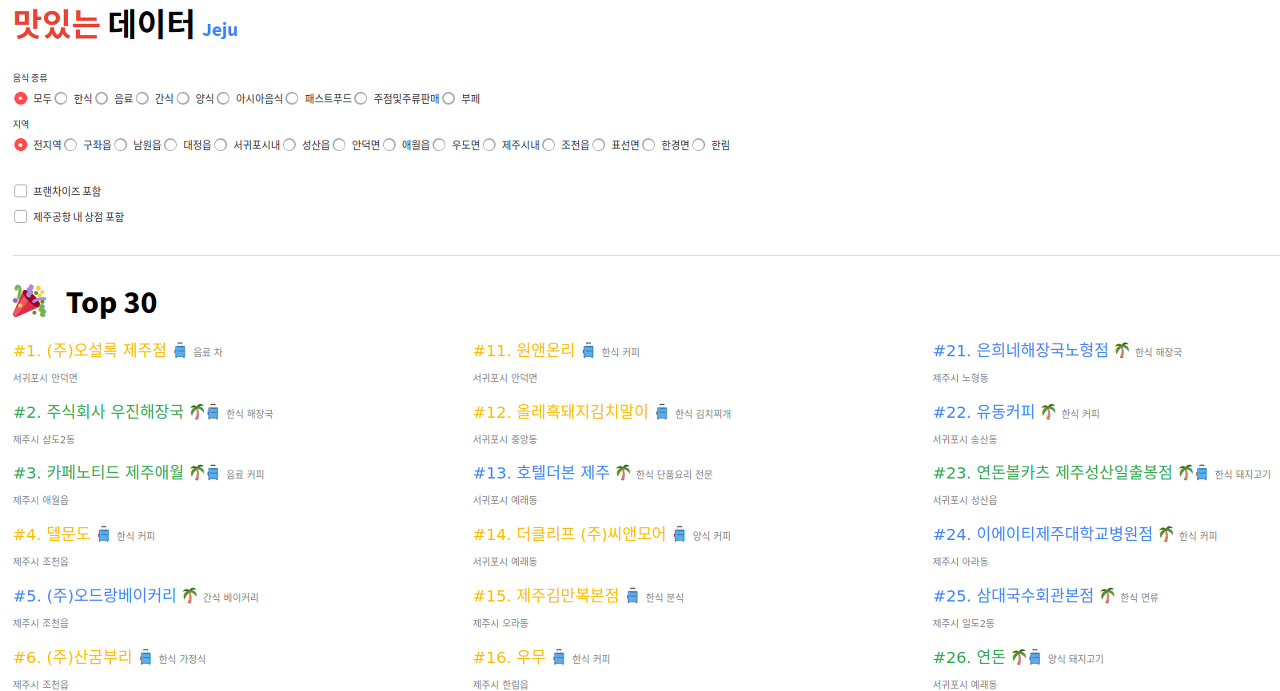 맛있는 데이터 Jeju
음식 종류
모두 한식 음료 간식 양식 아시아음식 패스트푸드 주점및주류판매 부페
지역
전지역 구좌읍 남원읍 대정읍 서귀포시내 성산읍 안덕면 애월읍 우도면 제주시내 조천읍 표선면 한경면 한림
프랜차이즈 포함
제주공항 내 상점 포함
Top 30
#1. (주)오설록 제주점 음료 차
서귀포시 안덕면
#2. 주식회사 우진해장국 한식 해장국
제주시 삼도2동
#3. 카페노티드 제주애월 음료 커피
제주시 애월읍
#4. 델문도 한식 커피
제주시 조천읍
#5. (주)오드랑베이커리 간식 베이커리
제주시 조천읍
#6. (주)산굼부리 한식 가정식
제주시 조천읍
#11. 원앤온리 한식 커피
서귀포시 안덕면
#12. 올레흑돼지김치말이 한식 김치찌개
서귀포시 중앙동
#13. 호텔더본 제주 한식 단품요리 전문
서귀포시 예래동
#14. 더클리프 (주)씨앤모어 양식 커피
서귀포시 예래동
#15. 제주김만복본점 한식 분식
제주시 오라동
#16. 우무 한식 커피
제주시 한림읍
#21. 은희네해장국노형점 한식 해장국
제주시 노형동
#22. 유동커피 한식 커피
서귀포시 송산동
#23. 연돈볼카츠 제주성산일출봉점 한식 돼지고기
서귀포시 성산읍
#24. 이에이티제주대학교병원점 한식 커피
제주시 아라동
#25. 삼대국수회관본점 한식 면류
제주시 일도2동
#26. 연돈 양식 돼지고기
서귀포시 예래동